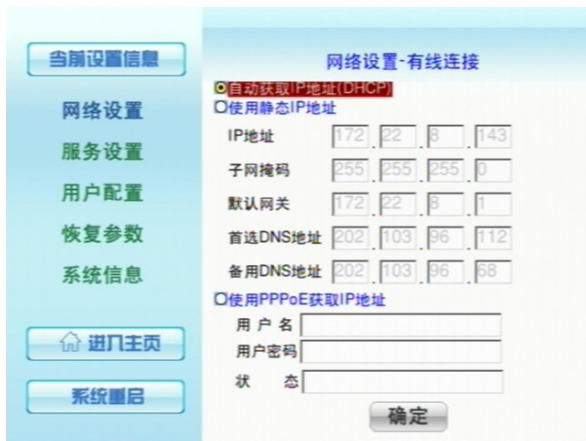 当前设置信息
网络设置
服务设置
用户配置
恢复参数
系统信息
进入主页
系统重启
网络设置-有线连接
自动获取IP地址(DHCP)
使用静态IP地址
IP地址 172.22.8.143
子网掩码 255.255.255.0
默认网关 172.22.8.1
首选DNS地址 202.103.96.112
备用DNS地址 202.103.96.68
使用PPPoE获取IP地址
用户名
用户密码
状态
确定